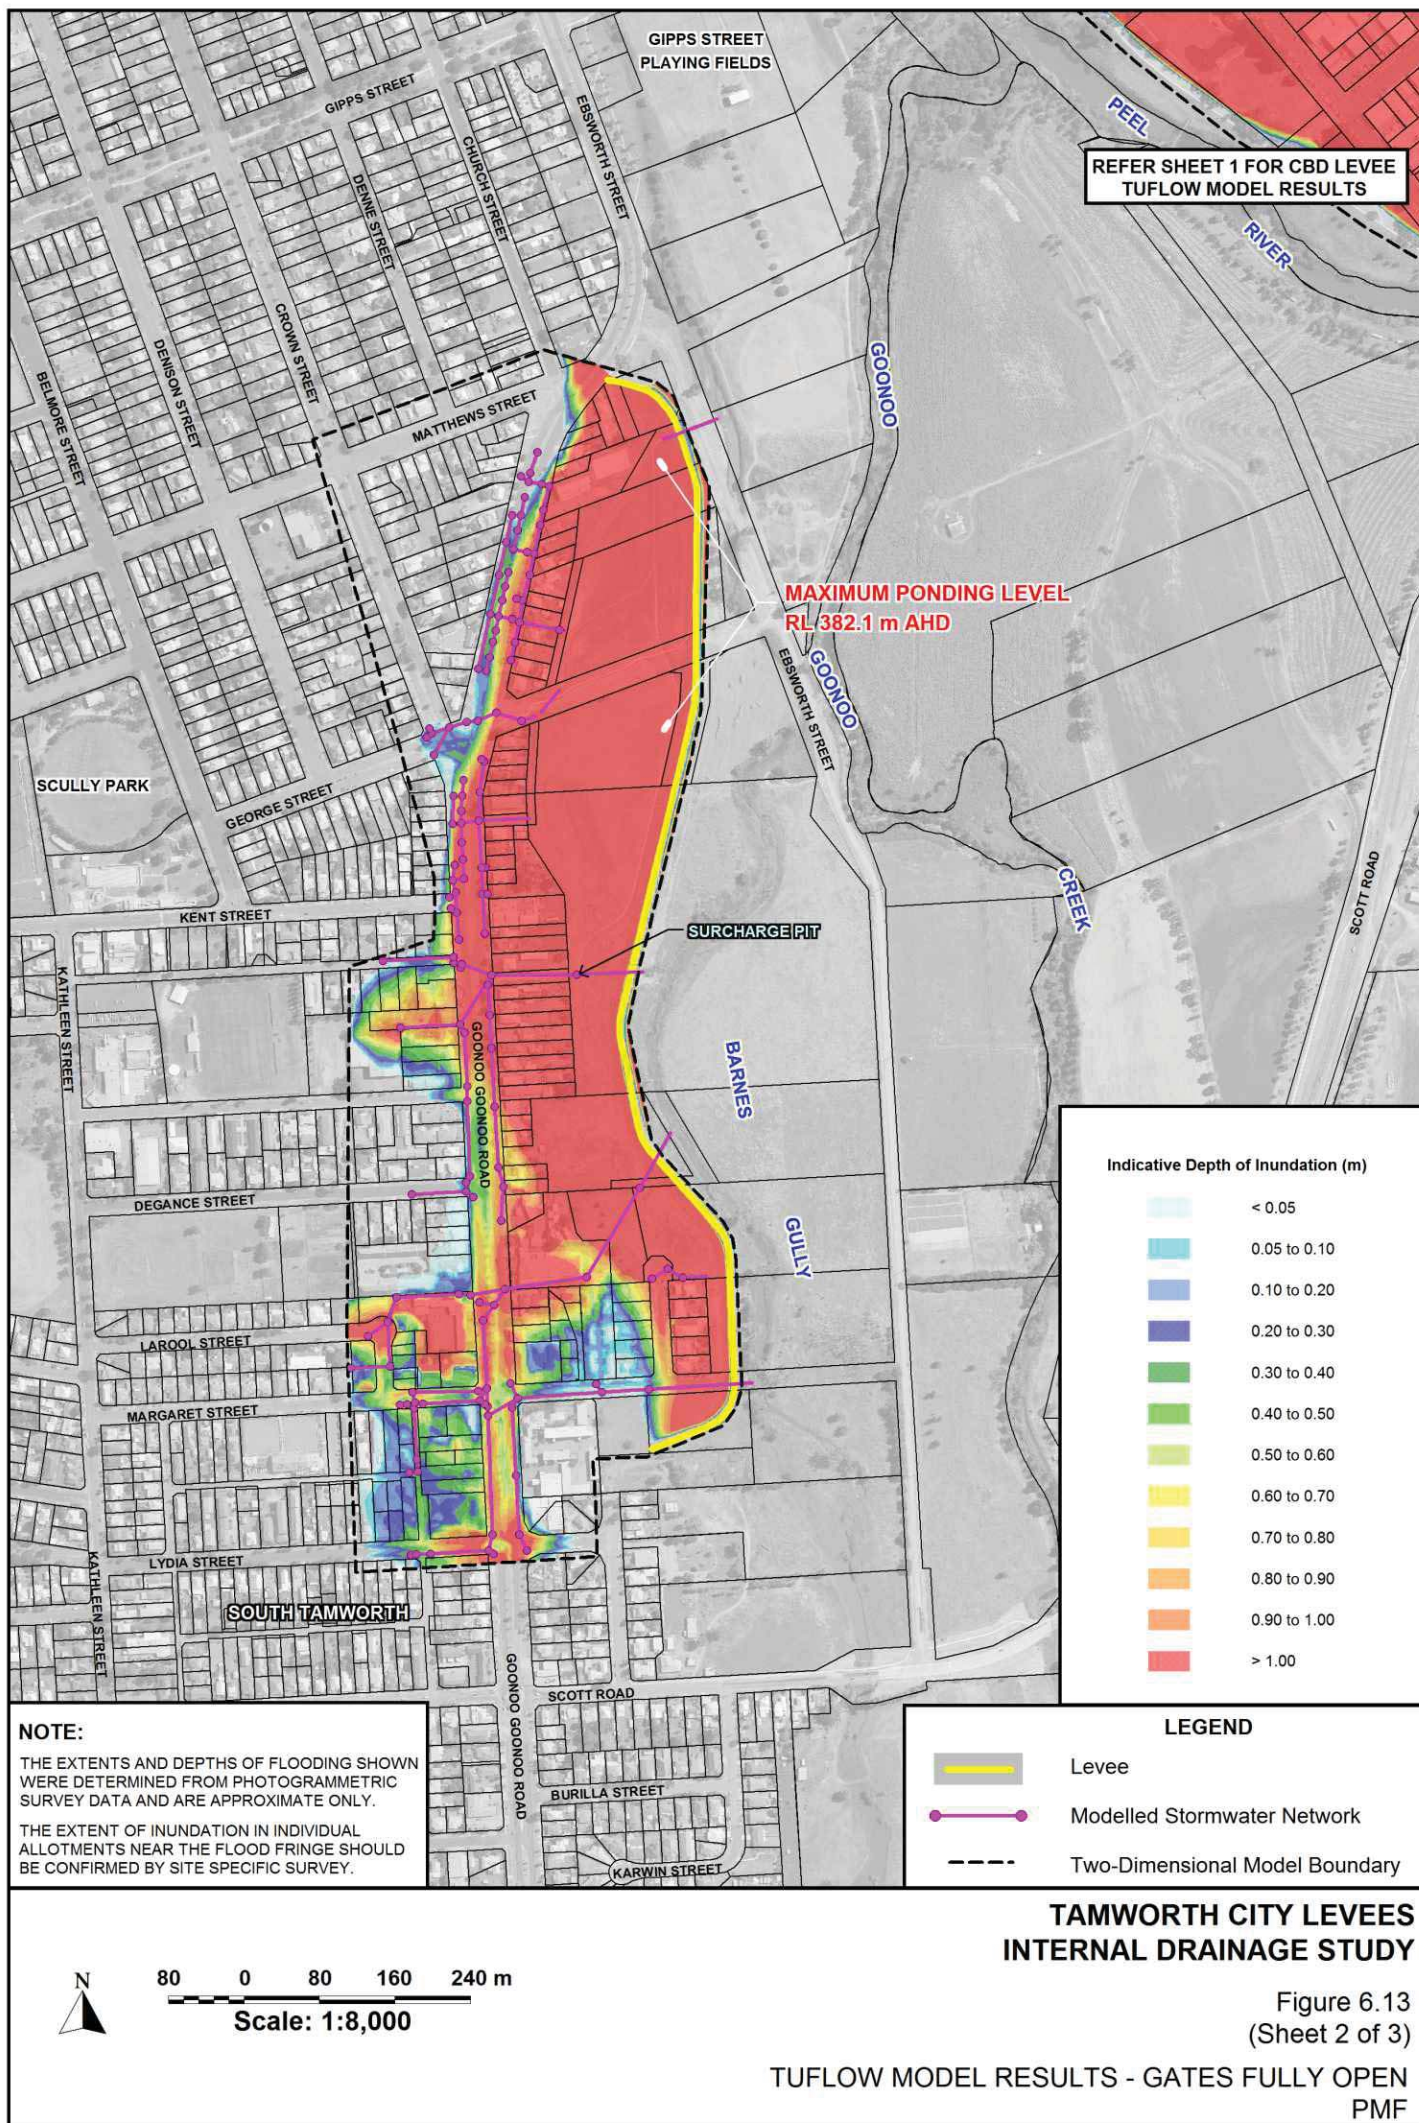 GIPPS STREET
PLAYING FIELDS
GIPPS STREET
EBSWORTH STREET
PEEL
REFER SHEET 1 FOR CBD LEVEE
TUFLOW MODEL RESULTS
RIVER
CHURCH STREET
DENNE STREET
CROWN STREET
DENISON STREET
BELMORE STREET
MATTHEWS STREET
GOONOO
MAXIMUM PONDING LEVEL
RL 382.1 m AHD
GOONOO
EBSWORTH STREET
SCULLY PARK
GEORGE STREET
CREEK
SCOTT ROAD
KENT STREET
SURCHARGE PIT
KATHLEEN STREET
GOONOO GOONOO ROAD
BARNES
GULLY
DEGANCE STREET
LAROOL STREET
MARGARET STREET
LYDIA STREET
KATHLEEN STREET
SOUTH TAMWORTH
SCOTT ROAD
GOONOO GOONOO ROAD
BURILLA STREET
KARWIN STREET
Indicative Depth of Inundation (m)
< 0.05
0.05 to 0.10
0.10 to 0.20
0.20 to 0.30
0.30 to 0.40
0.40 to 0.50
0.50 to 0.60
0.60 to 0.70
0.70 to 0.80
0.80 to 0.90
0.90 to 1.00
> 1.00
NOTE:
THE EXTENTS AND DEPTHS OF FLOODING SHOWN
WERE DETERMINED FROM PHOTOGRAMMETRIC
SURVEY DATA AND ARE APPROXIMATE ONLY.
THE EXTENT OF INUNDATION IN INDIVIDUAL
ALLOTMENTS NEAR THE FLOOD FRINGE SHOULD
BE CONFIRMED BY SITE SPECIFIC SURVEY.
LEGEND
Levee
Modelled Stormwater Network
Two-Dimensional Model Boundary
N
80 0 80 160 240 m
Scale: 1:8,000
TAMWORTH CITY LEVEES
INTERNAL DRAINAGE STUDY
Figure 6.13
(Sheet 2 of 3)
TUFLOW MODEL RESULTS - GATES FULLY OPEN
PMF